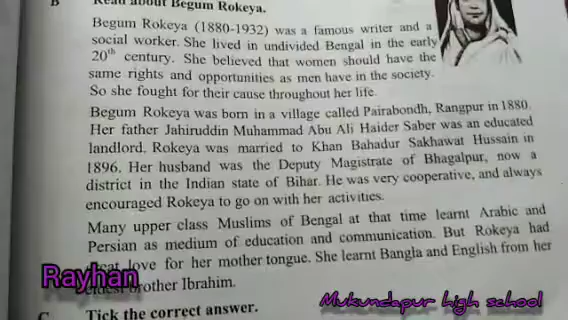 B Read about Begum Rokeya.
Begum Rokeya (1880-1932) was a famous writer and a
social worker. She lived in undivided Bengal in the early
20th century. She believed that women should have the
same rights and opportunities as men have in the society.
So she fought for their cause throughout her life.
Begum Rokeya was born in a village called Pairabondh, Rangpur in 1880.
Her father Jahiruddin Muhammad Abu Ali Haider Saber was an educated
landlord. Rokeya was married to Khan Bahadur Sakhawat Hussain in
1896. Her husband was the Deputy Magistrate of Bhagalpur, now a
district in the Indian state of Bihar. He was very cooperative, and always
encouraged Rokeya to go on with her activities.
Many upper class Muslims of Bengal at that time learnt Arabic and
Persian as medium of education and communication. But Rokeya had
love for her mother tongue. She learnt Bangla and English from her
brother Ibrahim.
Rayhan
Mukundapur high school
C Tick the correct answer.